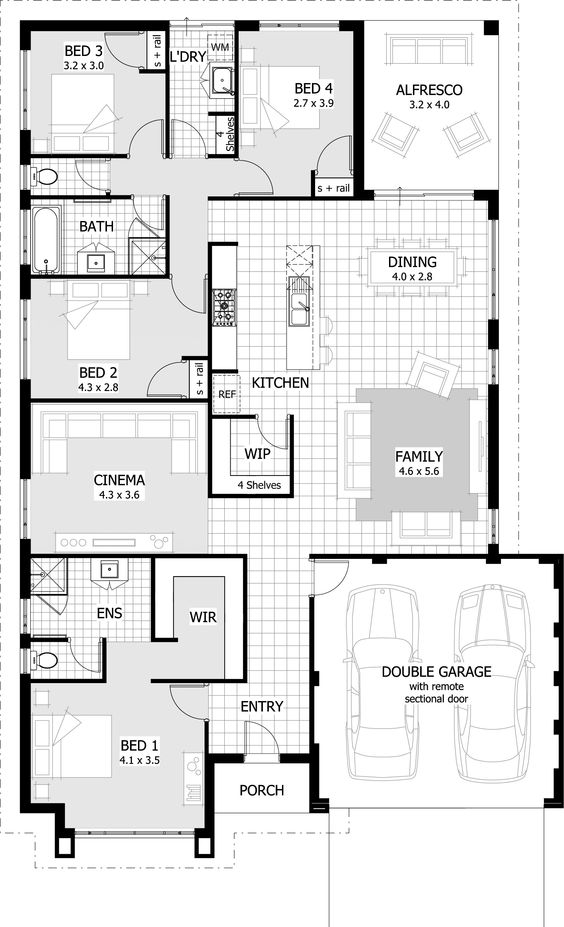 BED 3
3.2 x 3.0
s + rail
L'DRY
WM
4
Shelves
BED 4
2.7 x 3.9
s + rail
ALFRESCO
3.2 x 4.0
BATH
DINING
4.0 x 2.8
BED 2
4.3 x 2.8
s + rail
KITCHEN
REF
WIP
4 Shelves
FAMILY
4.6 x 5.6
CINEMA
4.3 x 3.6
ENS
WIR
DOUBLE GARAGE
with remote
sectional door
ENTRY
BED 1
4.1 x 3.5
PORCH